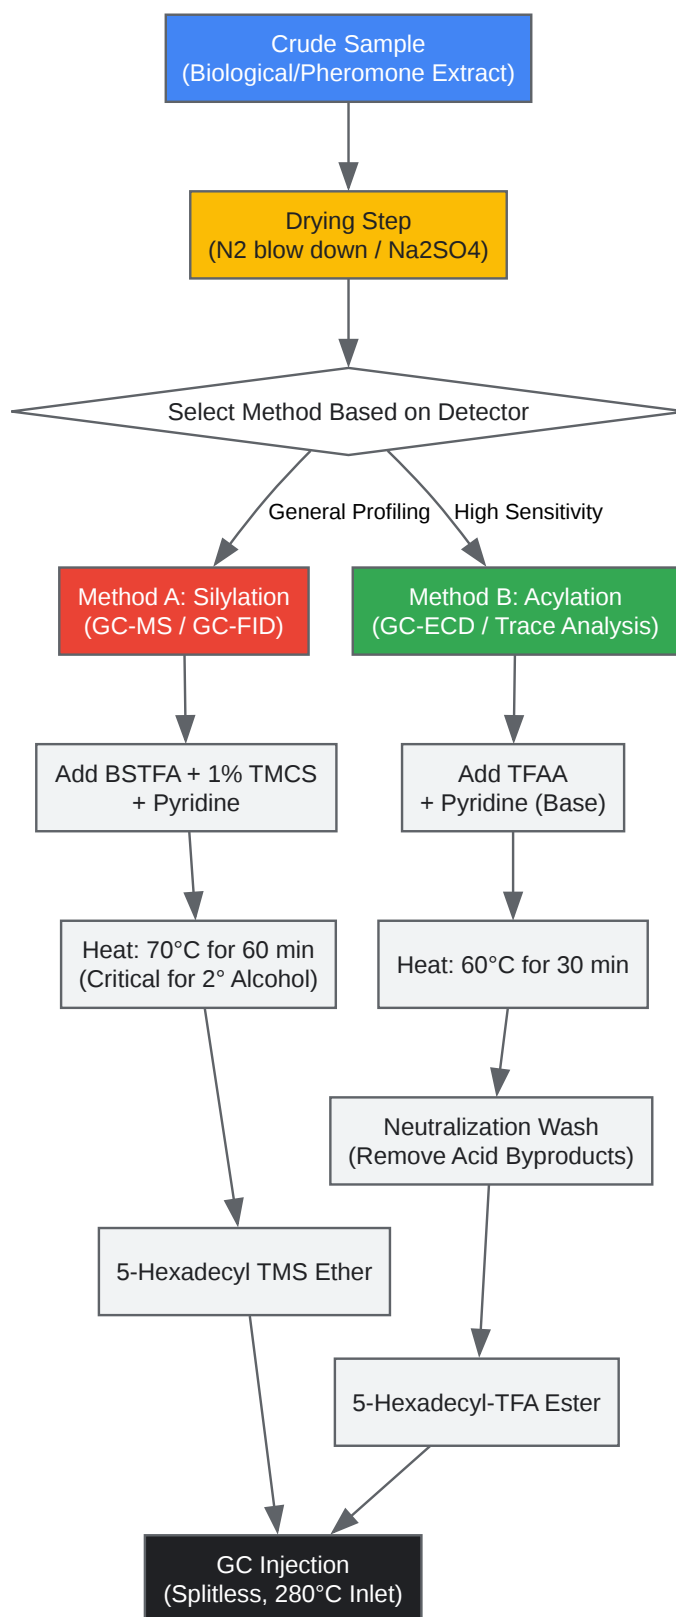 Crude Sample
(Biological/Pheromone Extract)
Drying Step
(N2 blow down / Na2SO4)
Select Method Based on Detector
General Profiling
High Sensitivity
Method A: Silylation
(GC-MS / GC-FID)
Method B: Acylation
(GC-ECD / Trace Analysis)
Add BSTFA + 1% TMCS
+ Pyridine
Add TFAA
+ Pyridine (Base)
Heat: 70°C for 60 min
(Critical for 2° Alcohol)
Heat: 60°C for 30 min
Neutralization Wash
(Remove Acid Byproducts)
5-Hexadecyl TMS Ether
5-Hexadecyl-TFA Ester
GC Injection
(Splitless, 280°C Inlet)